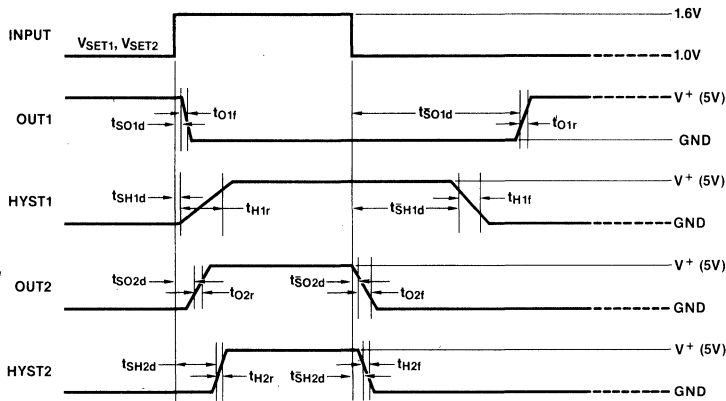 INPUT
VSET1, VSET2
1.6V
1.0V
OUT1
tSO1d
tO1f
tS̄O1d
tO1r
V+ (5V)
GND
HYST1
tSH1d
tH1r
tS̄H1d
tH1f
V+ (5V)
GND
OUT2
tSO2d
tO2r
tS̄O2d
tO2f
V+ (5V)
GND
HYST2
tSH2d
tH2r
tS̄H2d
tH2f
V+ (5V)
GND